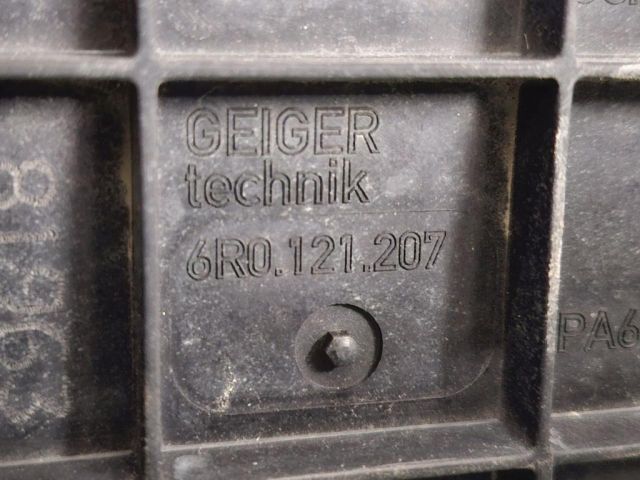 GEIGER
technik
6R0.121.207
PA6